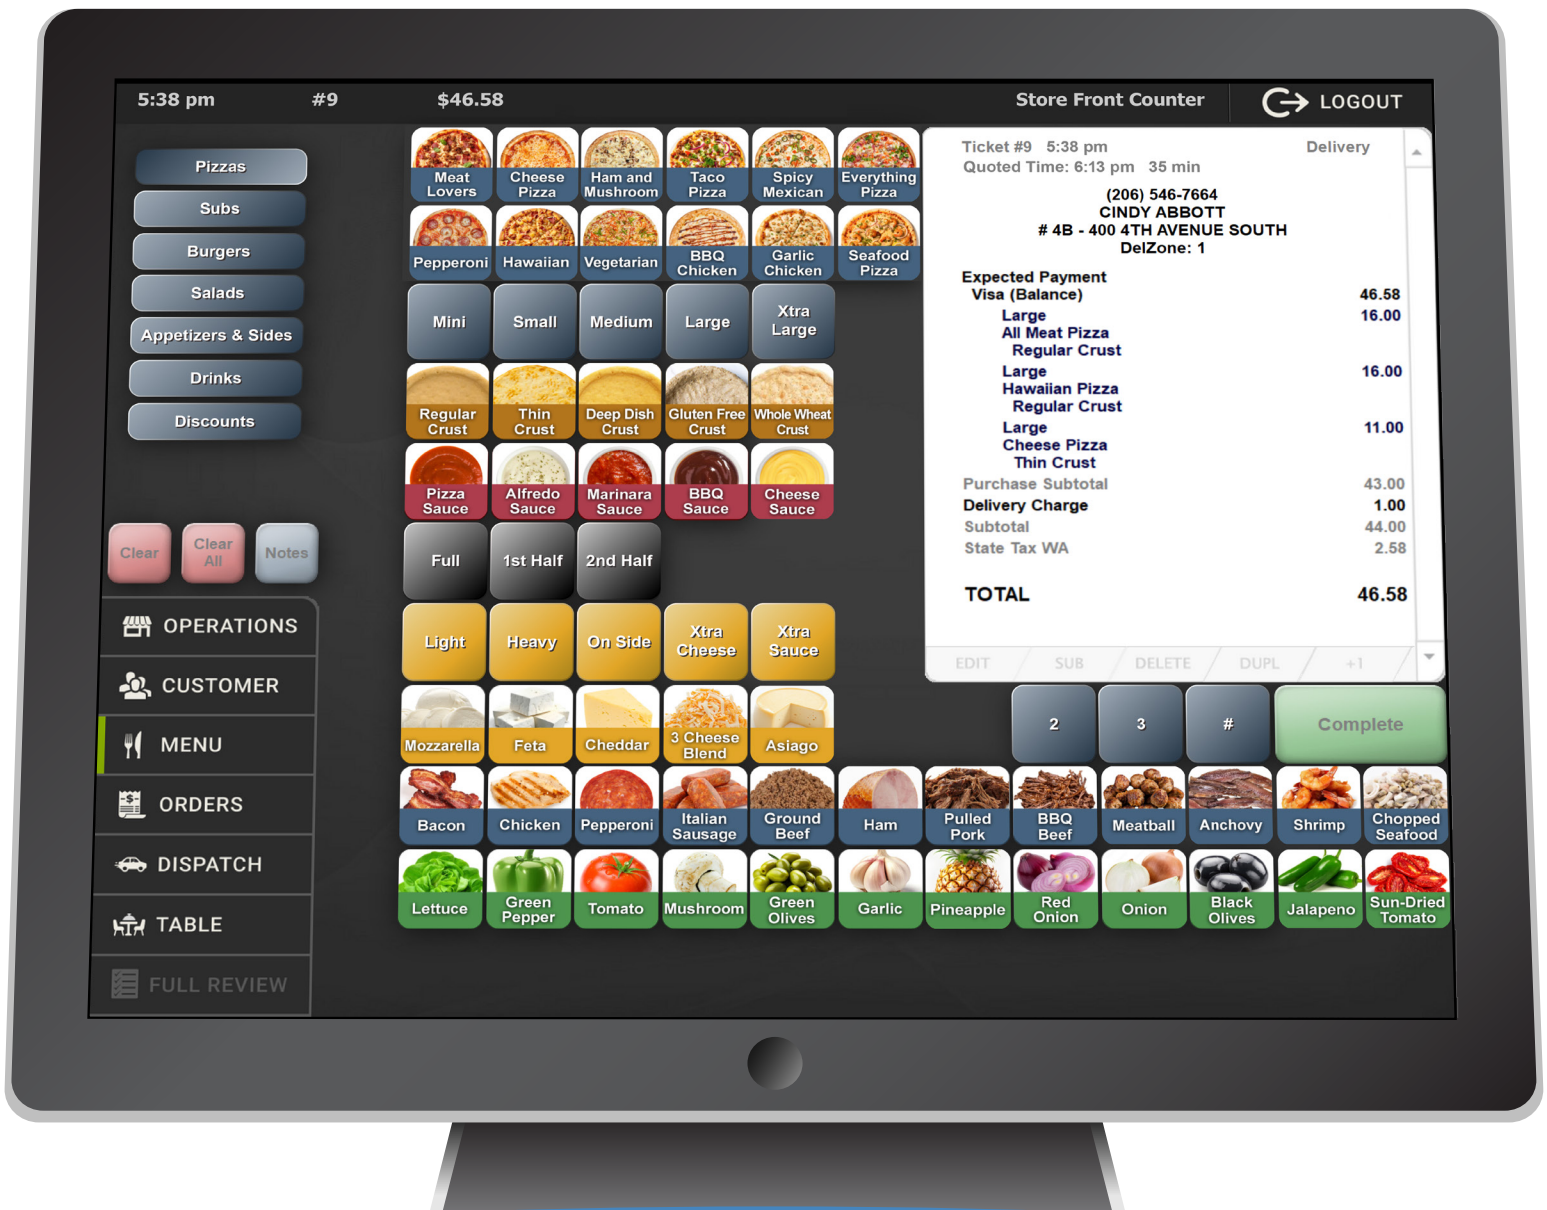 5:38 pm #9 $46.58 Store Front Counter LOGOUT
Pizzas
Subs
Burgers
Salads
Appetizers & Sides
Drinks
Discounts
Clear
Clear
All
Notes
OPERATIONS
CUSTOMER
MENU
ORDERS
DISPATCH
TABLE
FULL REVIEW
Meat
Lovers
Cheese
Pizza
Ham and
Mushroom
Taco
Pizza
Spicy
Mexican
Everything
Pizza
Pepperoni
Hawaiian
Vegetarian
BBQ
Chicken
Garlic
Chicken
Seafood
Pizza
Mini
Small
Medium
Large
Xtra
Large
Regular
Crust
Thin
Crust
Deep Dish
Crust
Gluten Free
Crust
Whole Wheat
Crust
Pizza
Sauce
Alfredo
Sauce
Marinara
Sauce
BBQ
Sauce
Cheese
Sauce
Full
1st Half
2nd Half
Light
Heavy
On Side
Xtra
Cheese
Xtra
Sauce
Mozzarella
Feta
Cheddar
3 Cheese
Blend
Asiago
Bacon
Chicken
Pepperoni
Italian
Sausage
Ground
Beef
Ham
Pulled
Pork
BBQ
Beef
Meatball
Anchovy
Shrimp
Chopped
Seafood
Lettuce
Green
Pepper
Tomato
Mushroom
Green
Olives
Garlic
Pineapple
Red
Onion
Onion
Black
Olives
Jalapeno
Sun-Dried
Tomato
Ticket #9 5:38 pm Delivery
Quoted Time: 6:13 pm 35 min
(206) 546-7664
CINDY ABBOTT
# 4B - 400 4TH AVENUE SOUTH
DelZone: 1
Expected Payment
Visa (Balance) 46.58
Large 16.00
All Meat Pizza
Regular Crust
Large 16.00
Hawaiian Pizza
Regular Crust
Large 11.00
Cheese Pizza
Thin Crust
Purchase Subtotal 43.00
Delivery Charge 1.00
Subtotal 44.00
State Tax WA 2.58
TOTAL 46.58
EDIT SUB DELETE DUPL +1
2
3
#
Complete